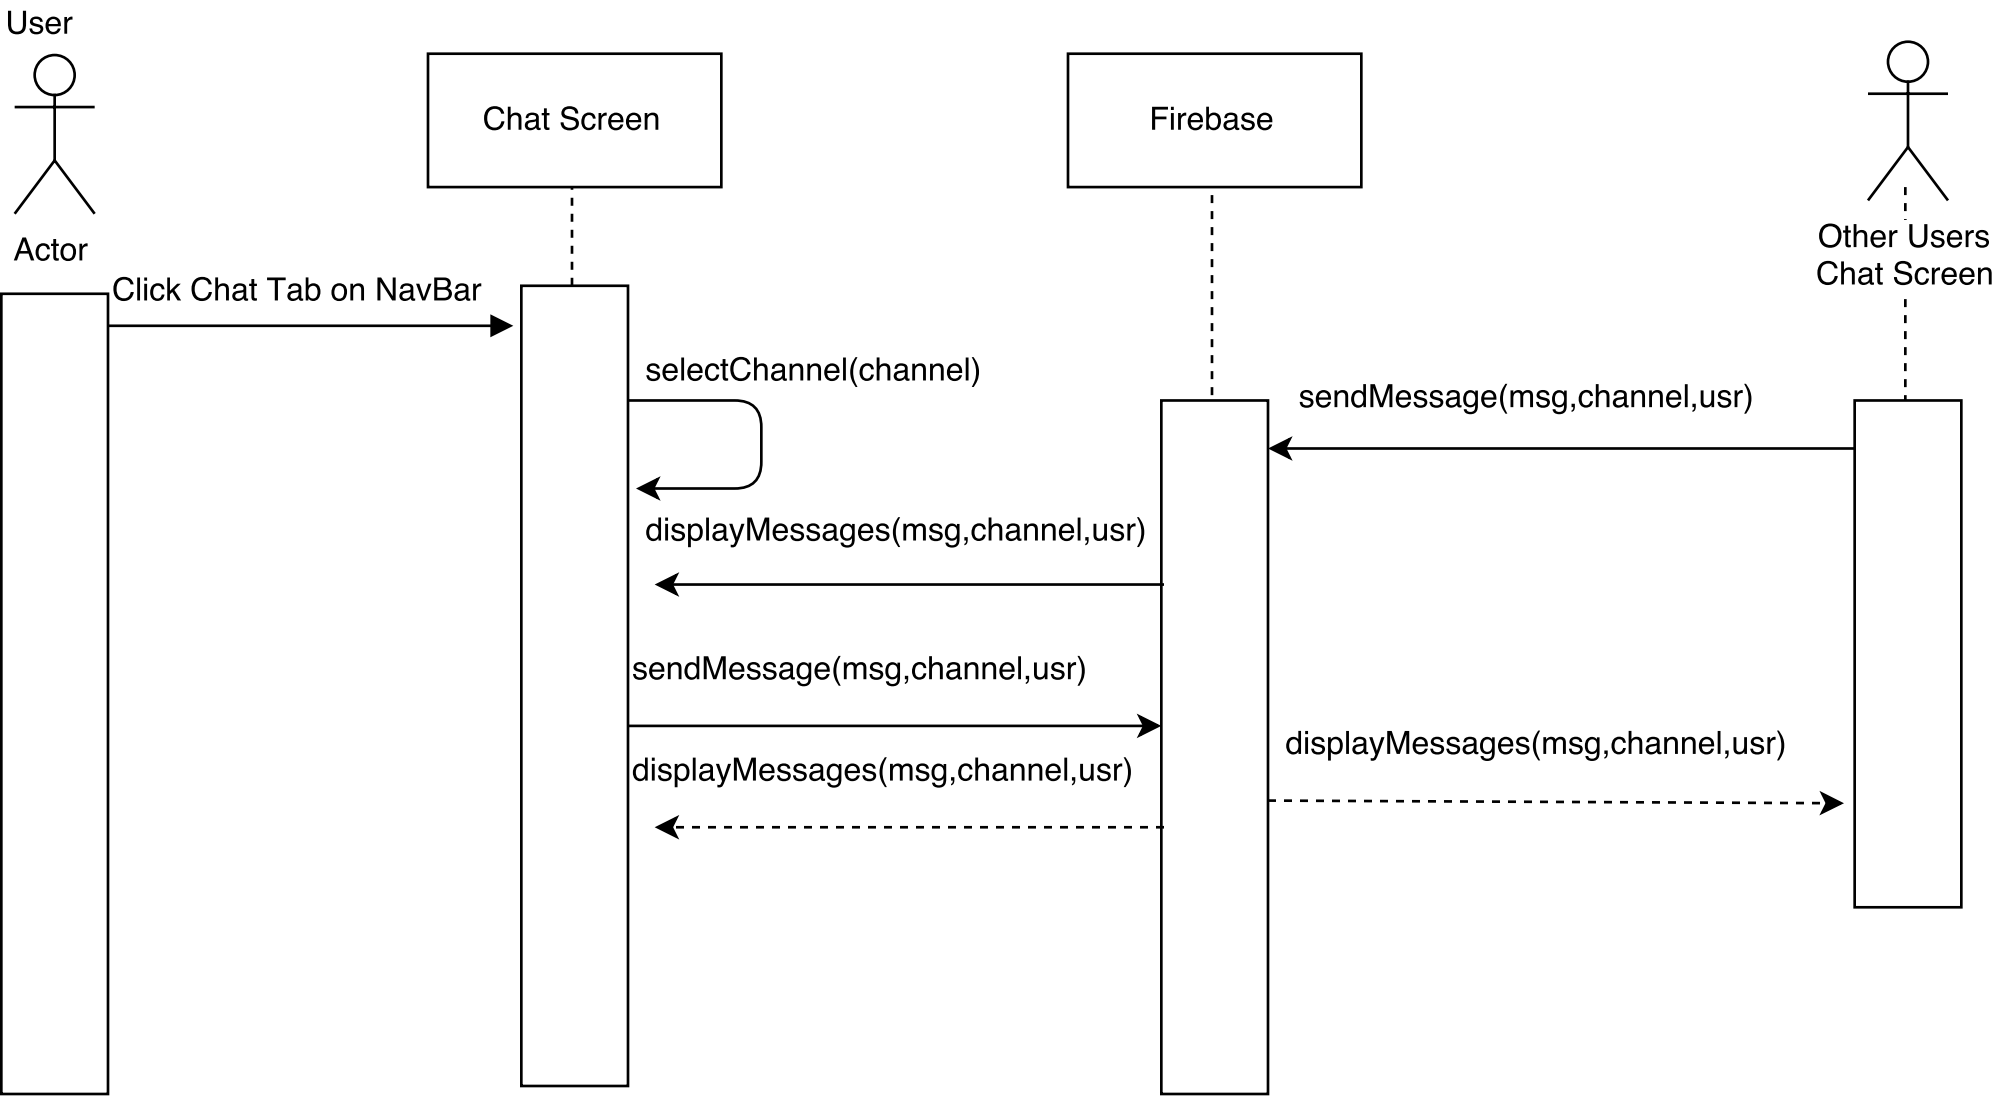 User
Actor
Chat Screen
Firebase
Other Users
Chat Screen
Click Chat Tab on NavBar
selectChannel(channel)
sendMessage(msg,channel,usr)
displayMessages(msg,channel,usr)
sendMessage(msg,channel,usr)
displayMessages(msg,channel,usr)
displayMessages(msg,channel,usr)